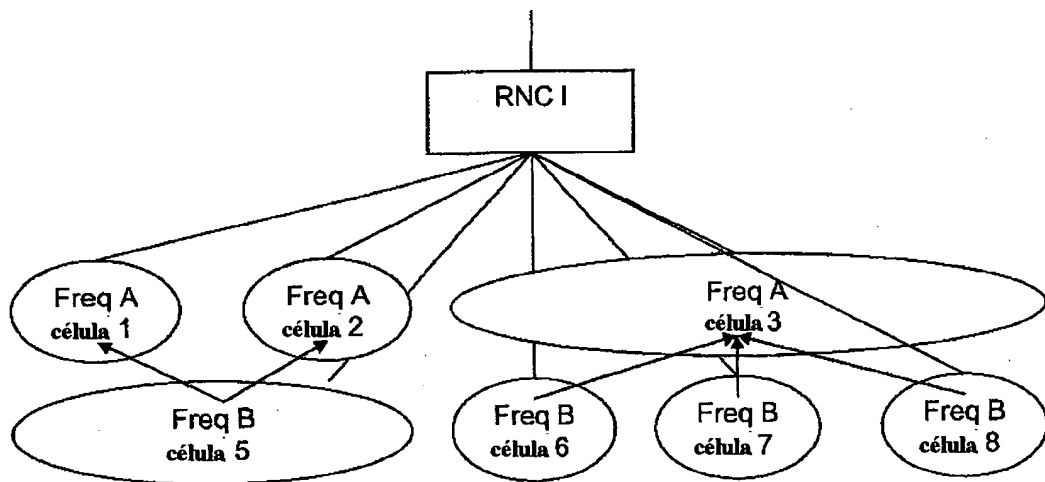 RNC I
Freq A
célula 1
Freq A
célula 2
Freq A
célula 3
Freq B
célula 5
Freq B
célula 6
Freq B
célula 7
Freq B
célula 8